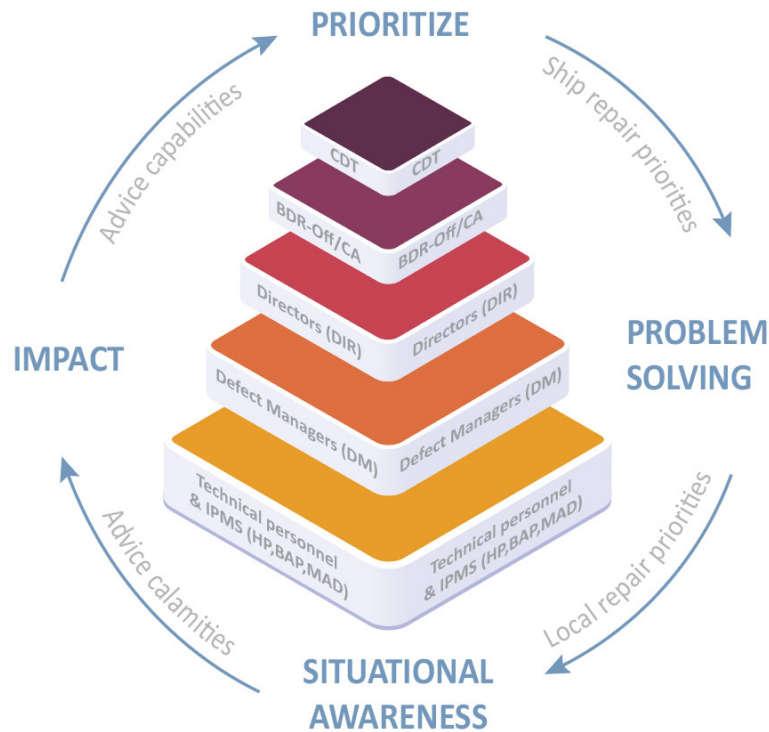 PRIORITIZE
Advice capabilities
Ship repair priorities
CDT
CDT
BDR-Off/CA
BDR-Off/CA
Directors (DIR)
Directors (DIR)
IMPACT
PROBLEM
SOLVING
Defect Managers (DM)
Defect Managers (DM)
Technical personnel
& IPMS (HP,BAP,MAD)
Technical personnel
& IPMS (HP,BAP,MAD)
Advice calamities
Local repair priorities
SITUATIONAL
AWARENESS